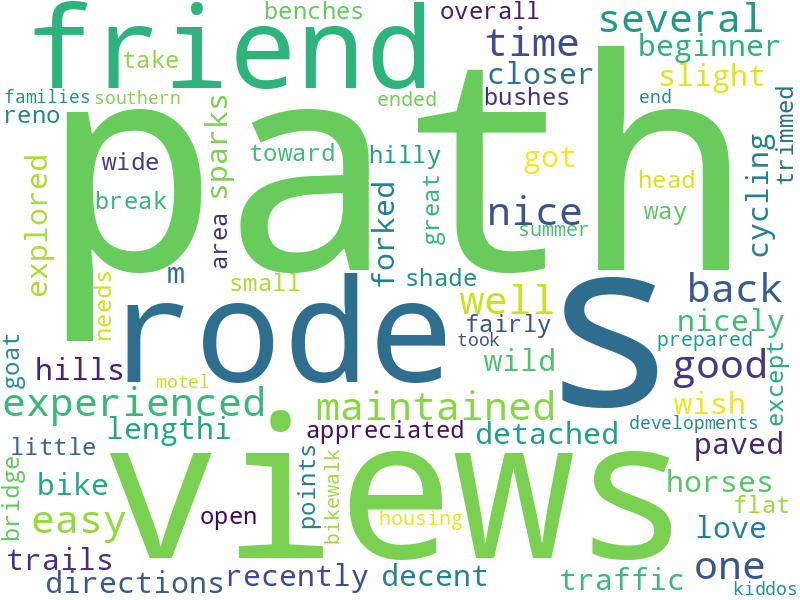 friend
benches
overall
several
take
time
beginner
closer
slight
families
southern
ended
bushes
end
reno
path
sparks
trimmed
wide
toward
hilly
got
cycling
explored
break
forked
great
nice
head
way
area
summer
m
small
shade
needs
rode
s
well
back
goat
hills
fairly
nicely
took
prepared
wild
good
except
motel
experienced
maintained
wish
lengthi
appreciated
detached
developments
little
views
paved
bridge
bike
points
bikewalk
horses
easy
open
housing
flat
love
trails
one
directions
recently
decent
traffic
kiddos